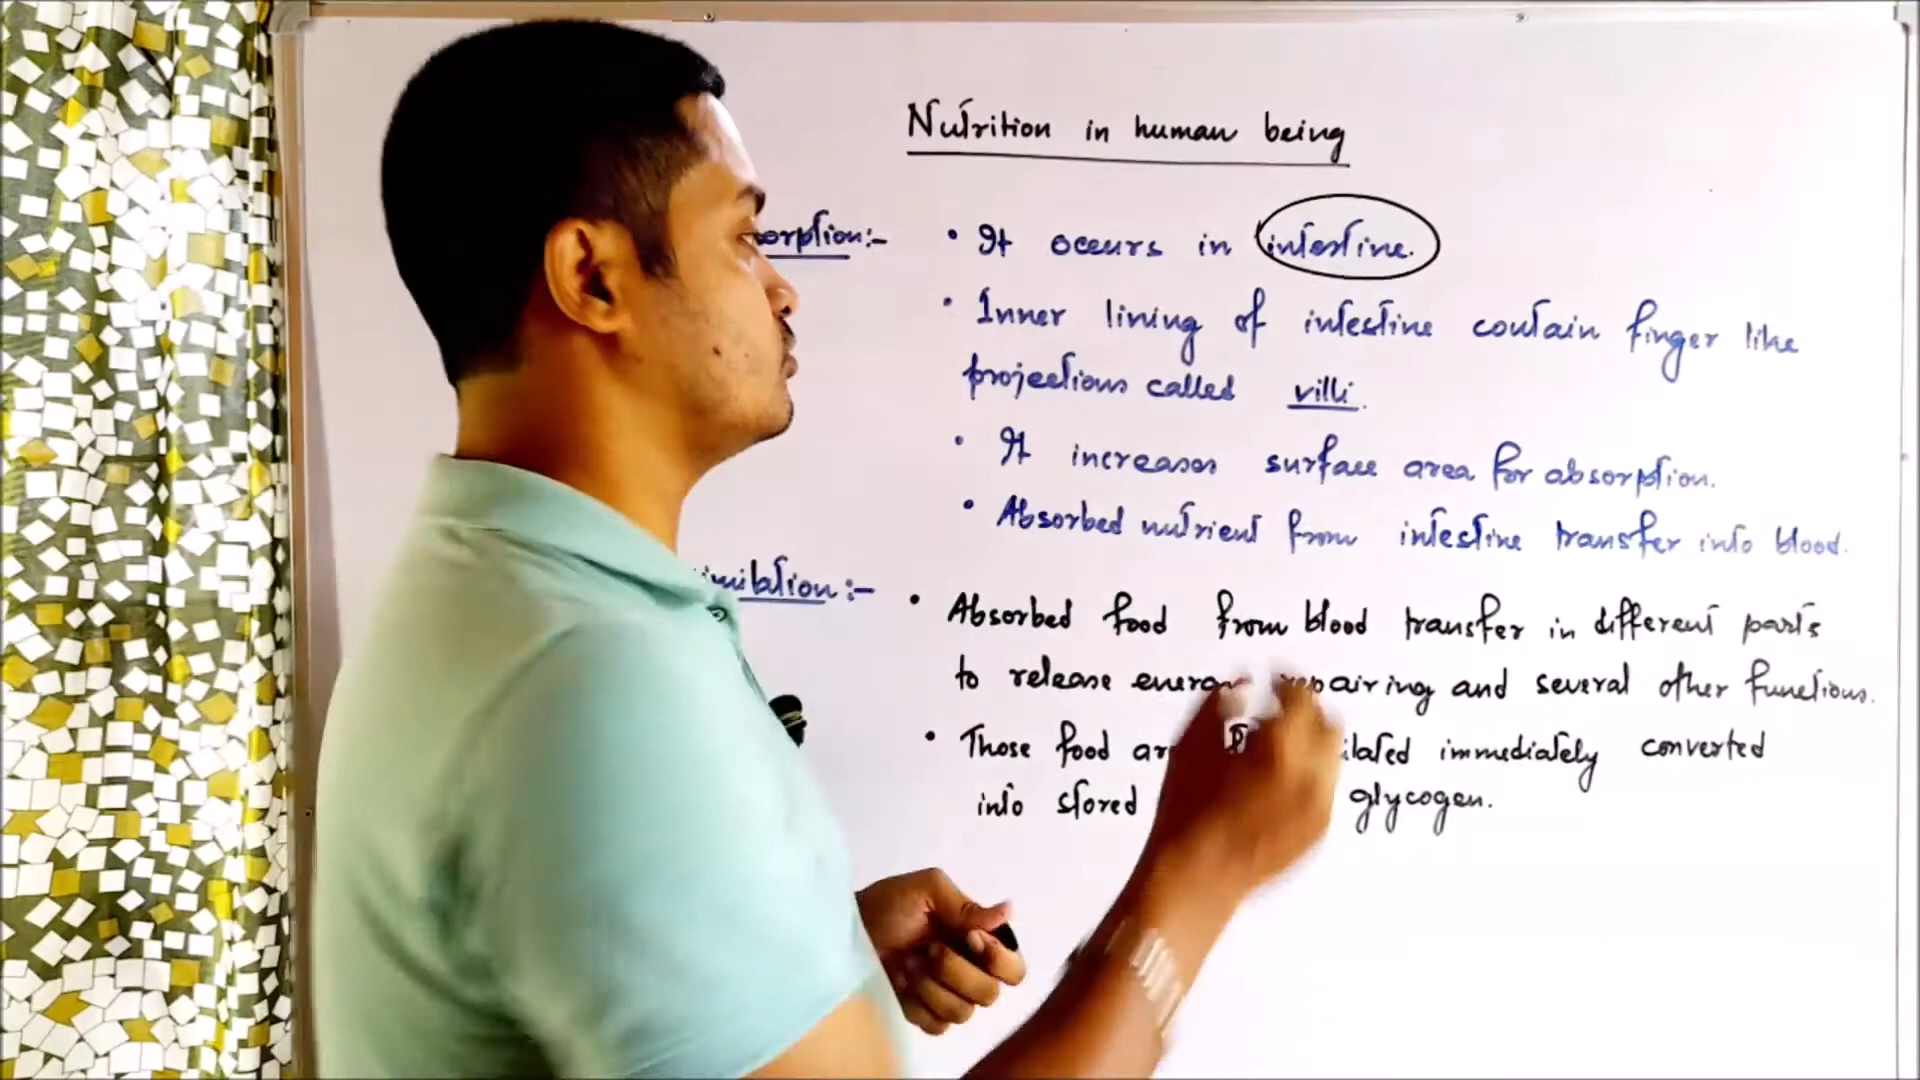 Nutrition in human being
orption:- • It occurs in intestine.
• Inner lining of intestine contain finger like
projections called villi.
• It increases surface area for absorption.
• Absorbed nutrient from intestine transfer into blood.
imilation:- • Absorbed food from blood transfer in different parts
to release energy repairing and several other functions.
• Those food are immediately converted
into stored glycogen.